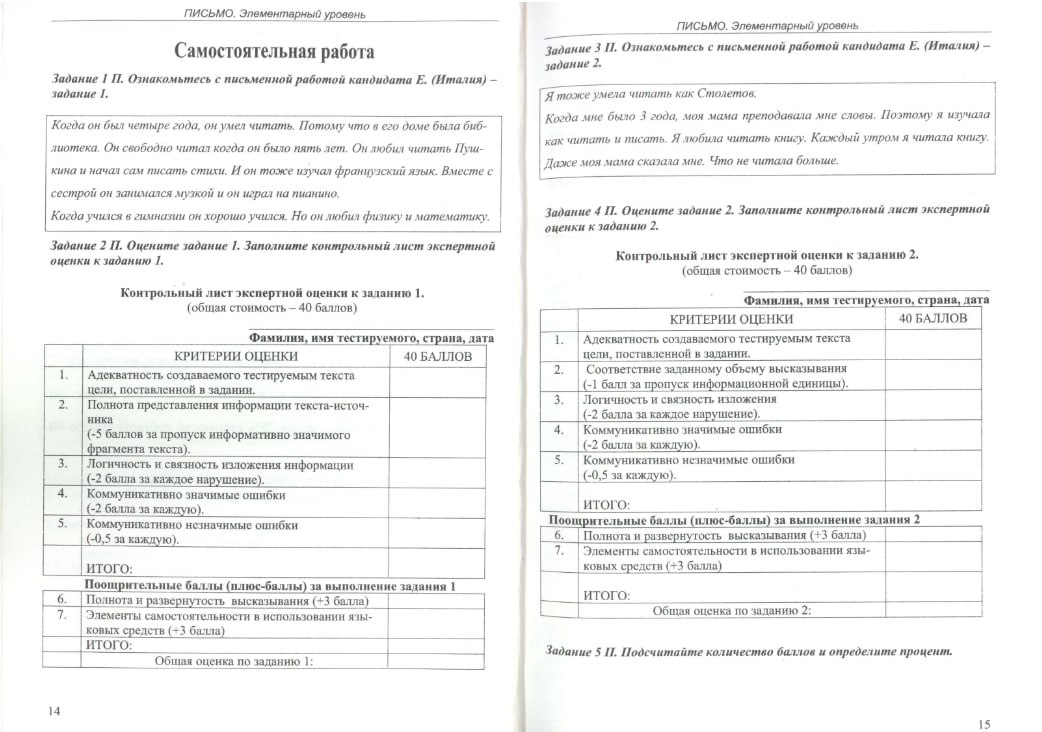 ПИСЬМО. Элементарный уровень
Самостоятельная работа
Задание 1 П. Ознакомьтесь с письменной работой кандидата Е. (Италия) –
задание 1.
Когда он был четыре года, он умел читать. Потому что в его доме была биб-
лиотека. Он свободно читал когда он было пять лет. Он любил читать Пуш-
кина и начал сам писать стихи. И он тоже изучал французский язык. Вместе с
сестрой он занимался музкой и он играл на пианино.
Когда учился в гимназии он хорошо учился. Но он любил физику и математику.
Задание 2 П. Оцените задание 1. Заполните контрольный лист экспертной
оценки к заданию 1.
Контрольный лист экспертной оценки к заданию 1.
(общая стоимость – 40 баллов)
Фамилия, имя тестируемого, страна, дата
КРИТЕРИИ ОЦЕНКИ 40 БАЛЛОВ
1. Адекватность создаваемого тестируемым текста
цели, поставленной в задании.
2. Полнота представления информации текста-источ-
ника
(-5 баллов за пропуск информативно значимого
фрагмента текста).
3. Логичность и связность изложения информации
(-2 балла за каждое нарушение).
4. Коммуникативно значимые ошибки
(-2 балла за каждую).
5. Коммуникативно незначимые ошибки
(-0,5 за каждую).
ИТОГО:
Поощрительные баллы (плюс-баллы) за выполнение задания 1
6. Полнота и развернутость высказывания (+3 балла)
7. Элементы самостоятельности в использовании язы-
ковых средств (+3 балла)
ИТОГО:
Общая оценка по заданию 1:
14
ПИСЬМО. Элементарный уровень
Задание 3 П. Ознакомьтесь с письменной работой кандидата Е. (Италия) –
задание 2.
Я тоже умела читать как Столетов.
Когда мне было 3 года, моя мама преподавала мне словы. Поэтому я изучала
как читать и писать. Я любила читать книгу. Каждый утром я читала книгу.
Даже моя мама сказала мне. Что не читала больше.
Задание 4 П. Оцените задание 2. Заполните контрольный лист экспертной
оценки к заданию 2.
Контрольный лист экспертной оценки к заданию 2.
(общая стоимость – 40 баллов)
Фамилия, имя тестируемого, страна, дата
КРИТЕРИИ ОЦЕНКИ 40 БАЛЛОВ
1. Адекватность создаваемого тестируемым текста
цели, поставленной в задании.
2. Соответствие заданному объему высказывания
(-1 балл за пропуск информационной единицы).
3. Логичность и связность изложения
(-2 балла за каждое нарушение).
4. Коммуникативно значимые ошибки
(-2 балла за каждую).
5. Коммуникативно незначимые ошибки
(-0,5 за каждую).
ИТОГО:
Поощрительные баллы (плюс-баллы) за выполнение задания 2
6. Полнота и развернутость высказывания (+3 балла)
7. Элементы самостоятельности в использовании язы-
ковых средств (+3 балла)
ИТОГО:
Общая оценка по заданию 2:
Задание 5 П. Подсчитайте количество баллов и определите процент.
15